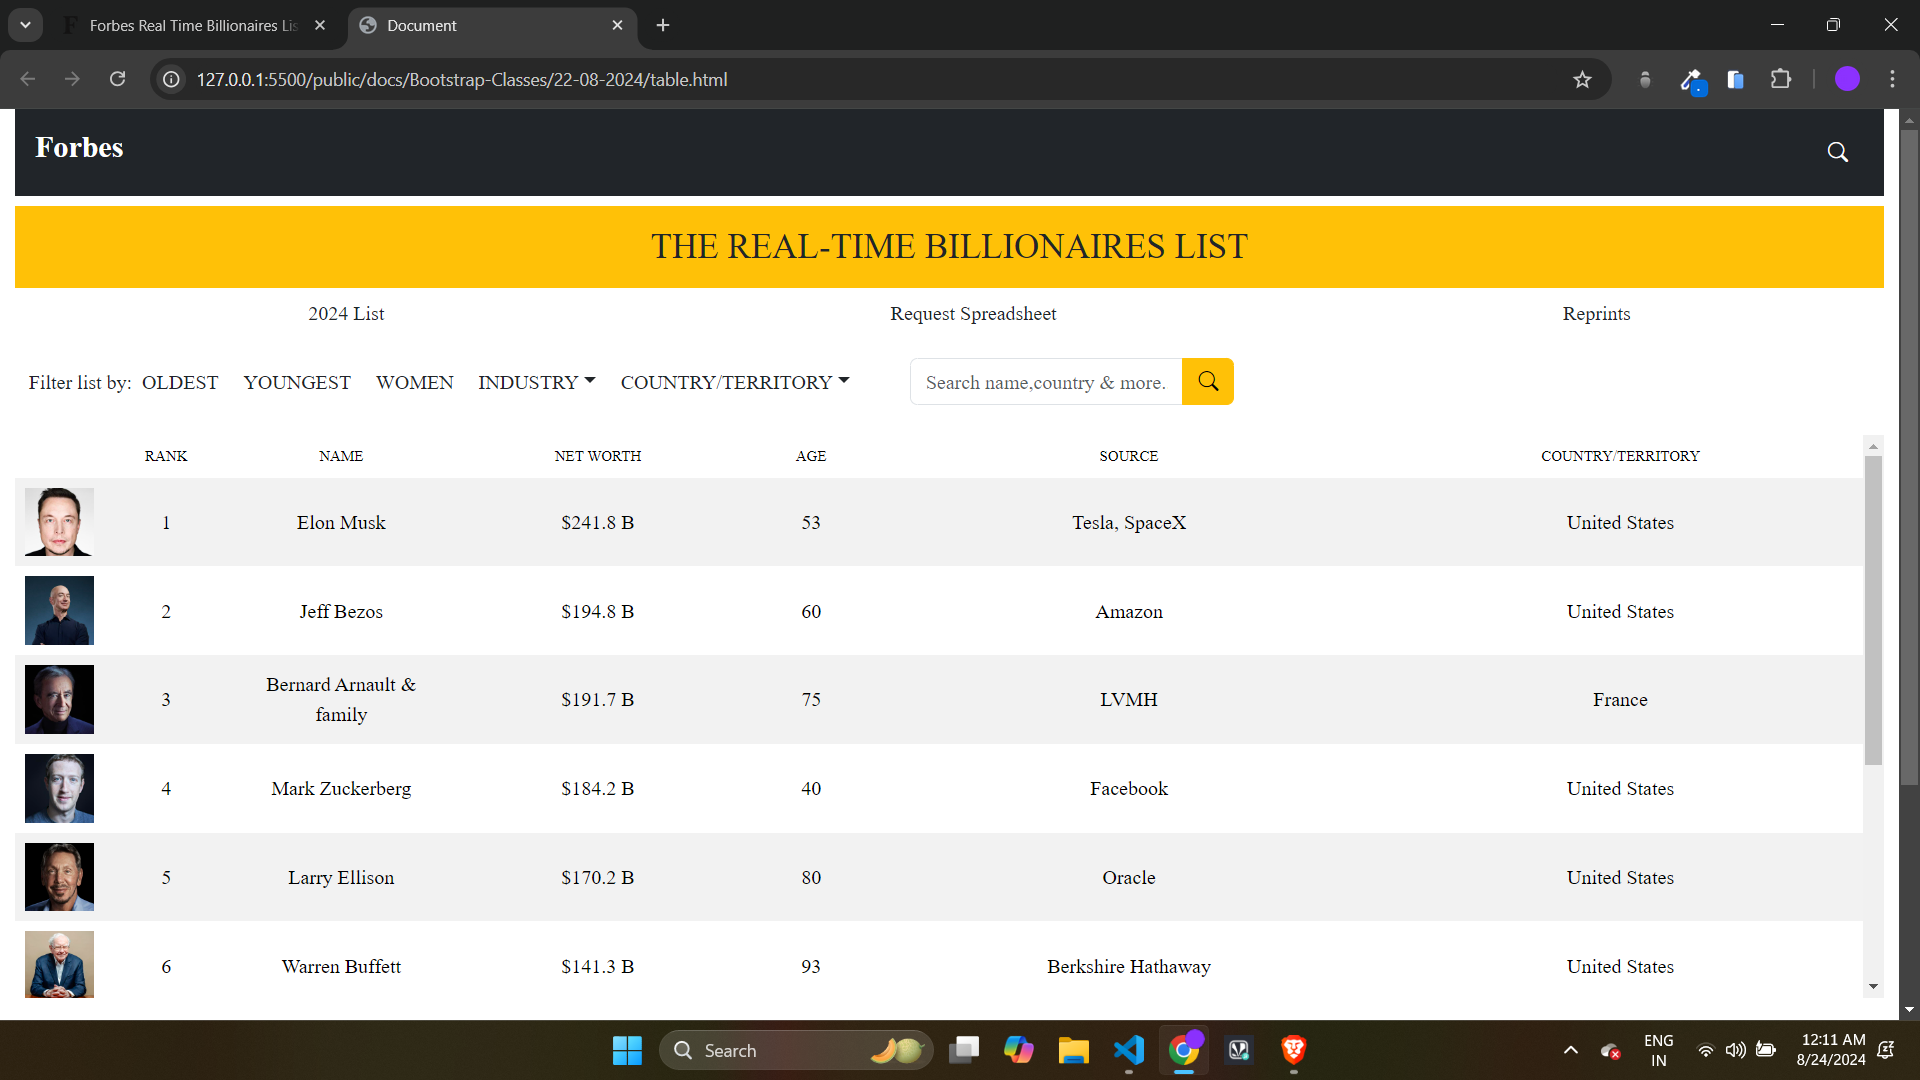 Forbes Real Time Billionaires Lis
Document
127.0.0.1:5500/public/docs/Bootstrap-Classes/22-08-2024/table.html
Forbes
THE REAL-TIME BILLIONAIRES LIST
2024 List Request Spreadsheet Reprints
Filter list by: OLDEST YOUNGEST WOMEN INDUSTRY COUNTRY/TERRITORY Search name,country & more.
RANK NAME NET WORTH AGE SOURCE COUNTRY/TERRITORY
1 Elon Musk $241.8 B 53 Tesla, SpaceX United States
2 Jeff Bezos $194.8 B 60 Amazon United States
3 Bernard Arnault & family $191.7 B 75 LVMH France
4 Mark Zuckerberg $184.2 B 40 Facebook United States
5 Larry Ellison $170.2 B 80 Oracle United States
6 Warren Buffett $141.3 B 93 Berkshire Hathaway United States
Search
ENG
IN
12:11 AM
8/24/2024